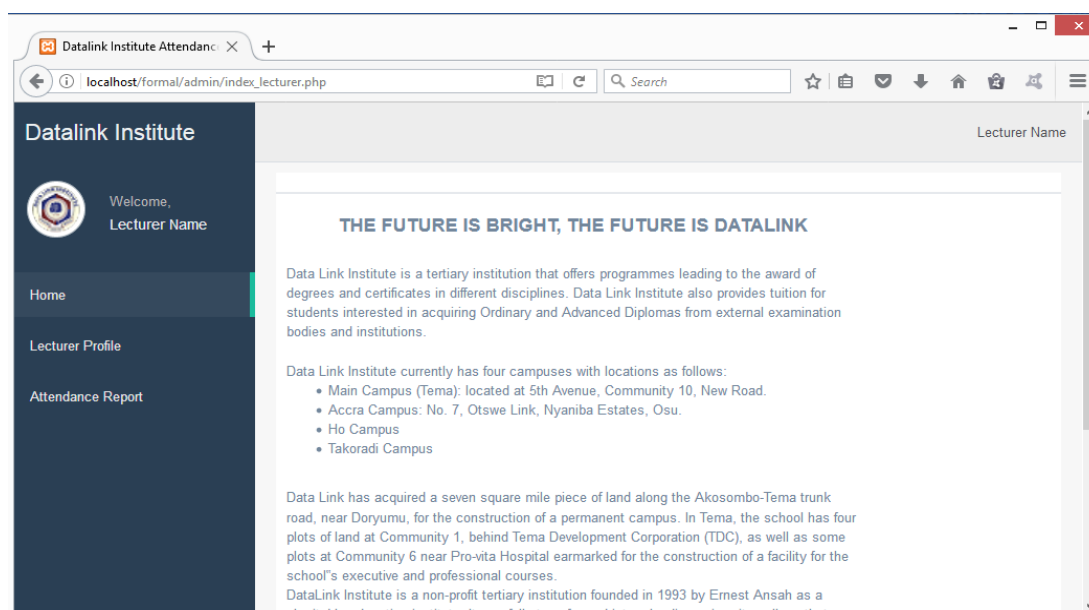 Datalink Institute Attendanc
localhost/formal/admin/index_lecturer.php
Search
Datalink Institute
Lecturer Name
Welcome,
Lecturer Name
Home
Lecturer Profile
Attendance Report
THE FUTURE IS BRIGHT, THE FUTURE IS DATALINK
Data Link Institute is a tertiary institution that offers programmes leading to the award of
degrees and certificates in different disciplines. Data Link Institute also provides tuition for
students interested in acquiring Ordinary and Advanced Diplomas from external examination
bodies and institutions.
Data Link Institute currently has four campuses with locations as follows:
• Main Campus (Tema): located at 5th Avenue, Community 10, New Road.
• Accra Campus: No. 7, Otswe Link, Nyaniba Estates, Osu.
• Ho Campus
• Takoradi Campus
Data Link has acquired a seven square mile piece of land along the Akosombo-Tema trunk
road, near Doryumu, for the construction of a permanent campus. In Tema, the school has four
plots of land at Community 1, behind Tema Development Corporation (TDC), as well as some
plots at Community 6 near Pro-vita Hospital earmarked for the construction of a facility for the
school"s executive and professional courses.
DataLink Institute is a non-profit tertiary institution founded in 1993 by Ernest Ansah as a